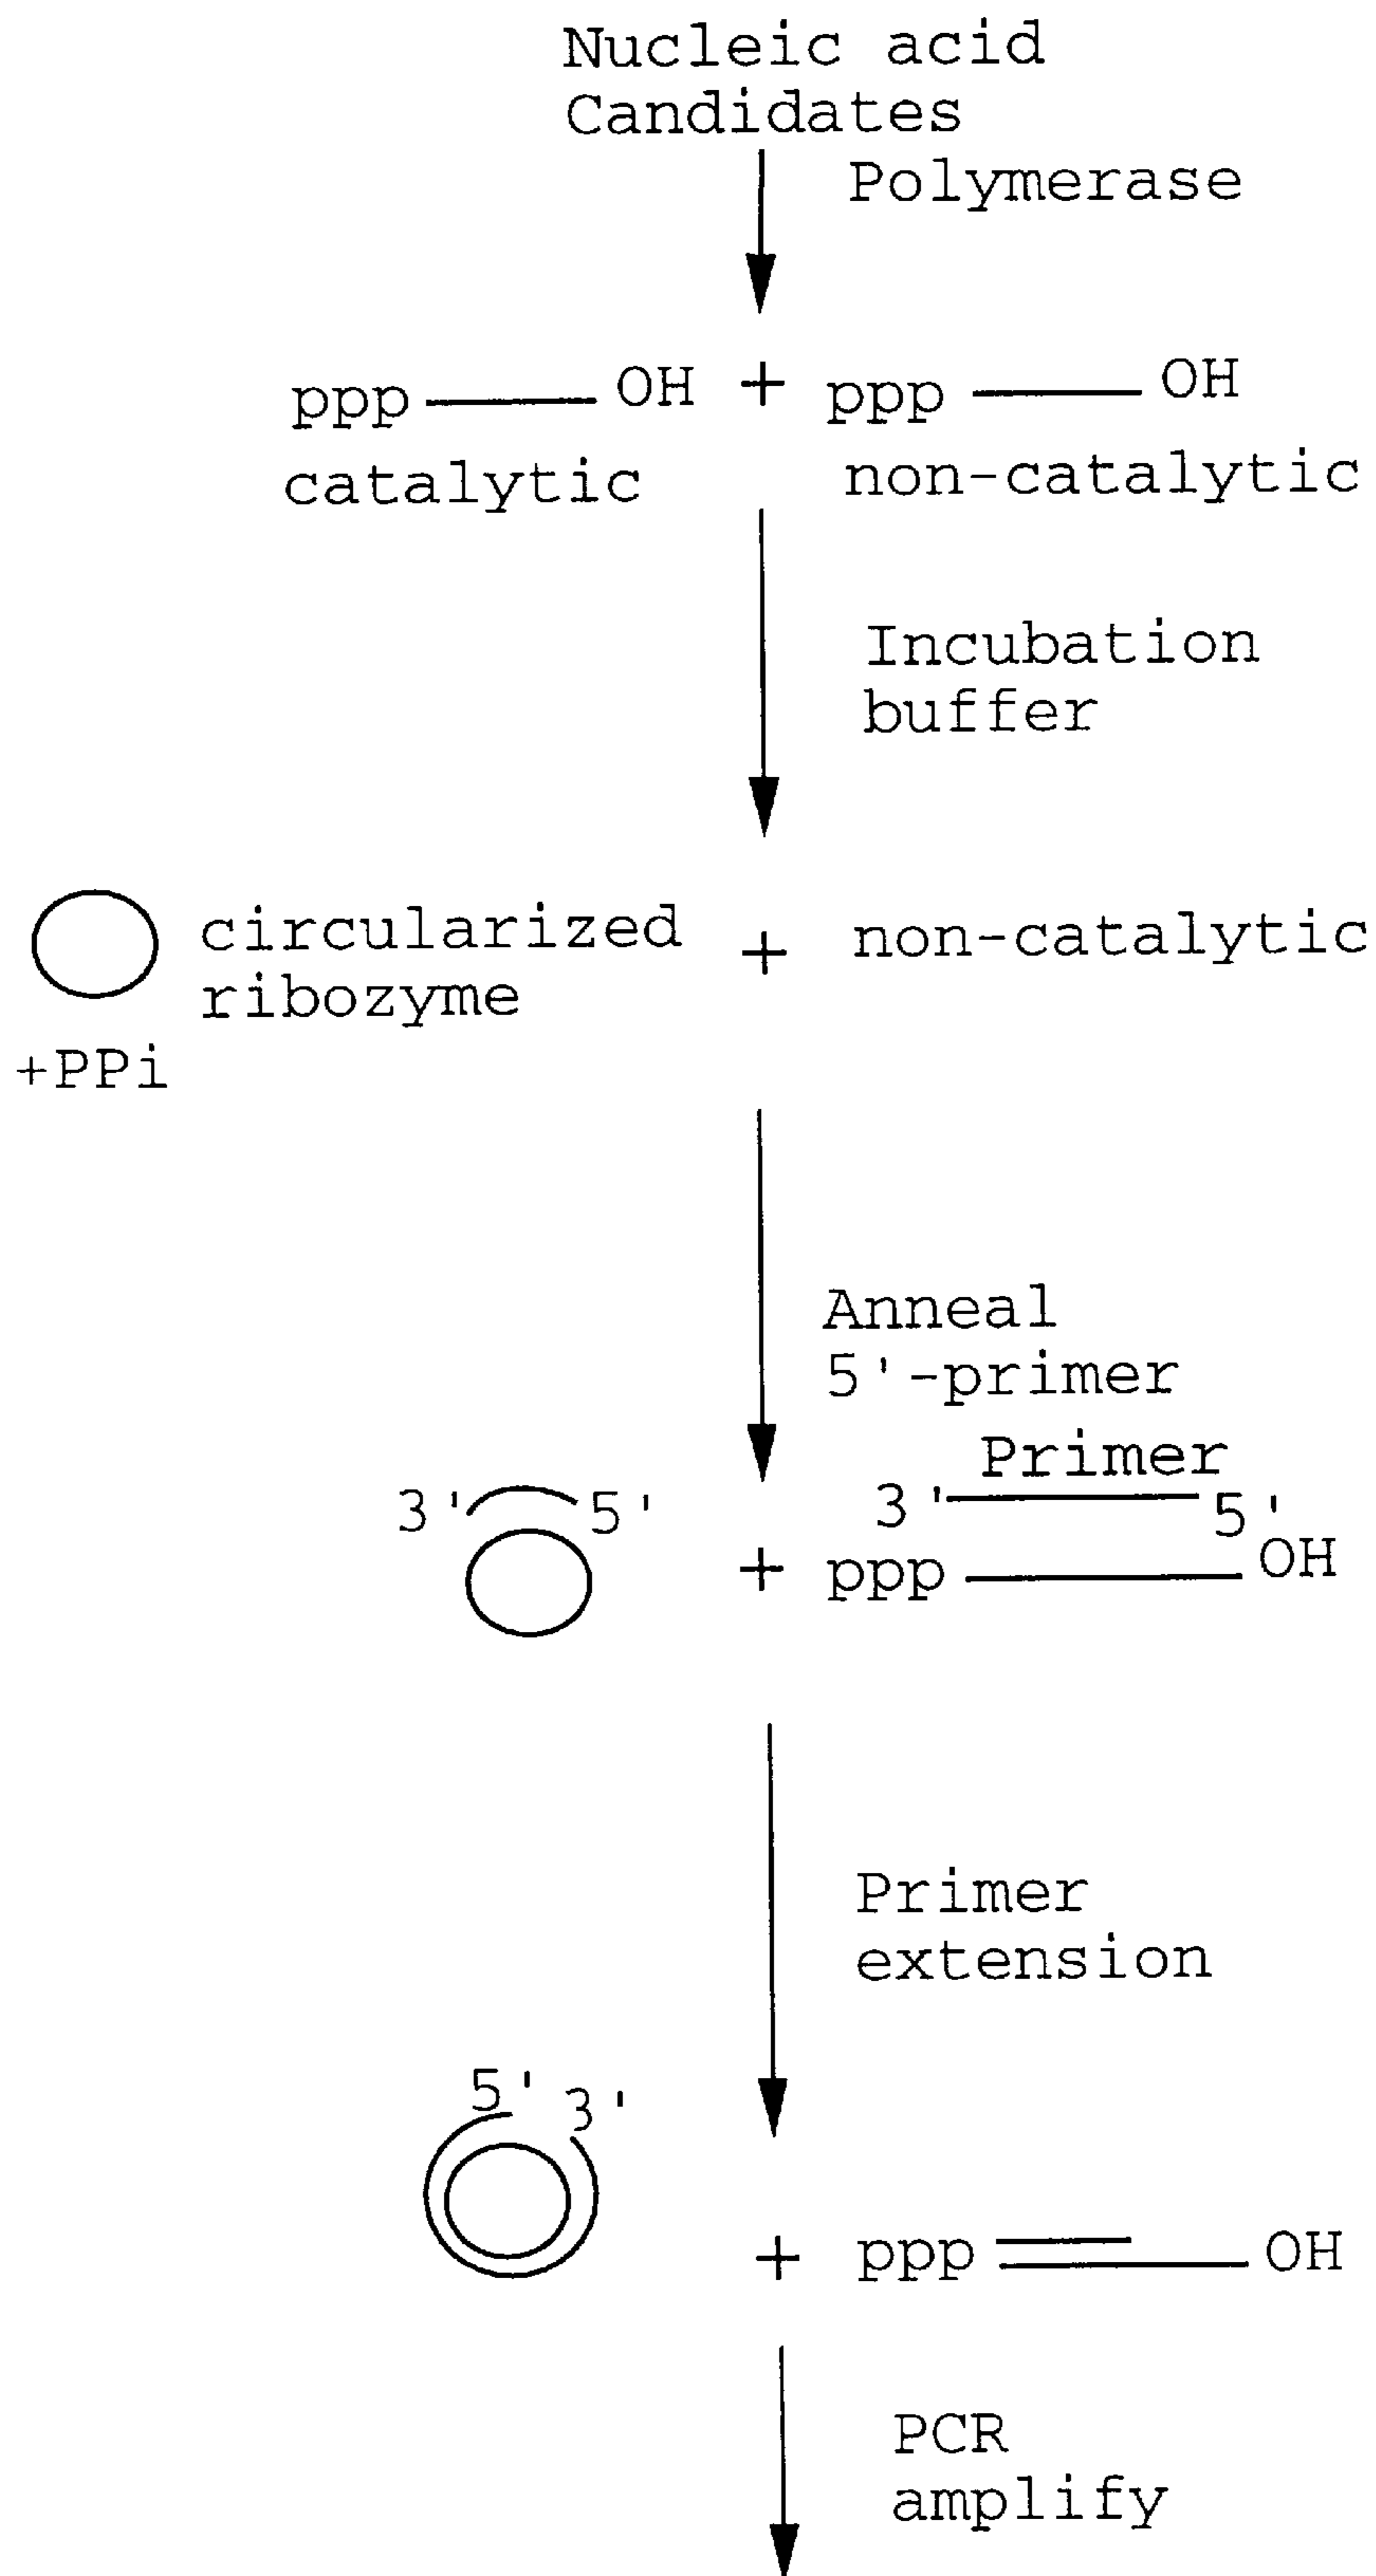 Nucleic acid
Candidates
Polymerase
ppp OH + ppp OH
catalytic non-catalytic
Incubation
buffer
circularized + non-catalytic
ribozyme
+PPi
Anneal
5'-primer
Primer
3' 5' 3' 5'
+ ppp OH
Primer
extension
5' 3'
+ ppp OH
PCR
amplify